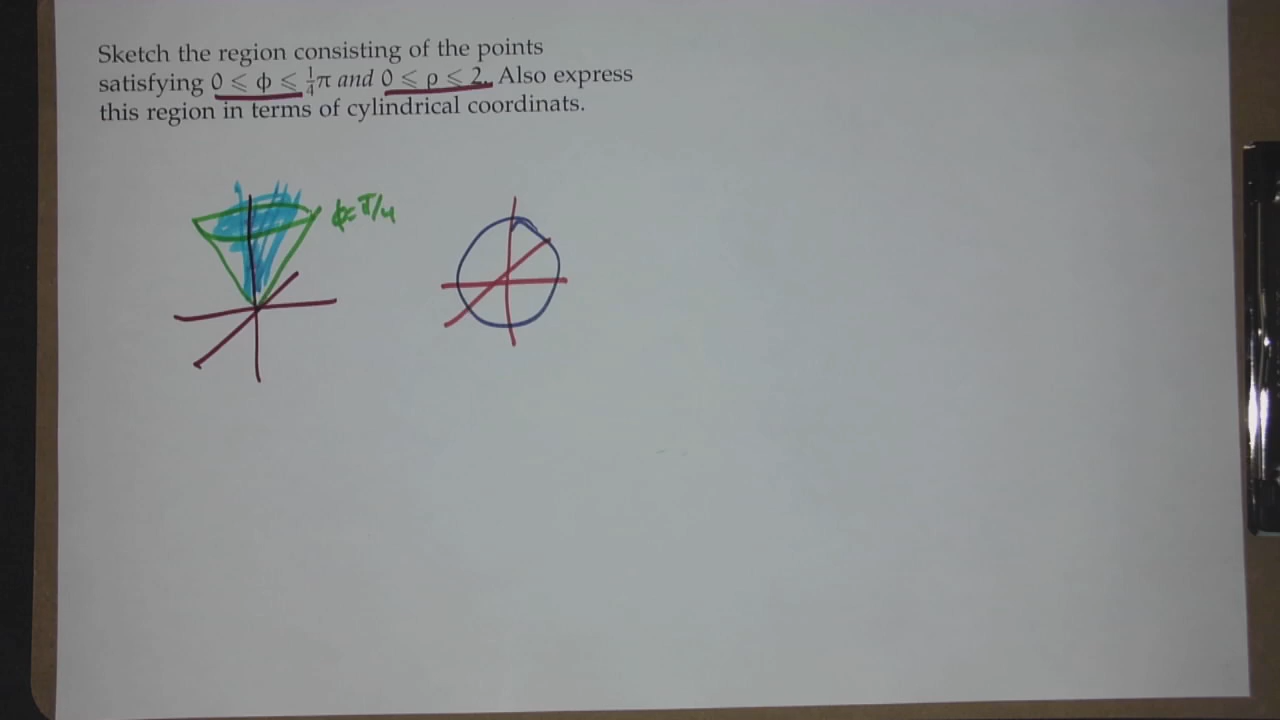 Sketch the region consisting of the points
satisfying 0 ⩽ ϕ ⩽ ¼π and 0 ⩽ ρ ⩽ 2. Also express
this region in terms of cylindrical coordinats.
ϕ=π/4